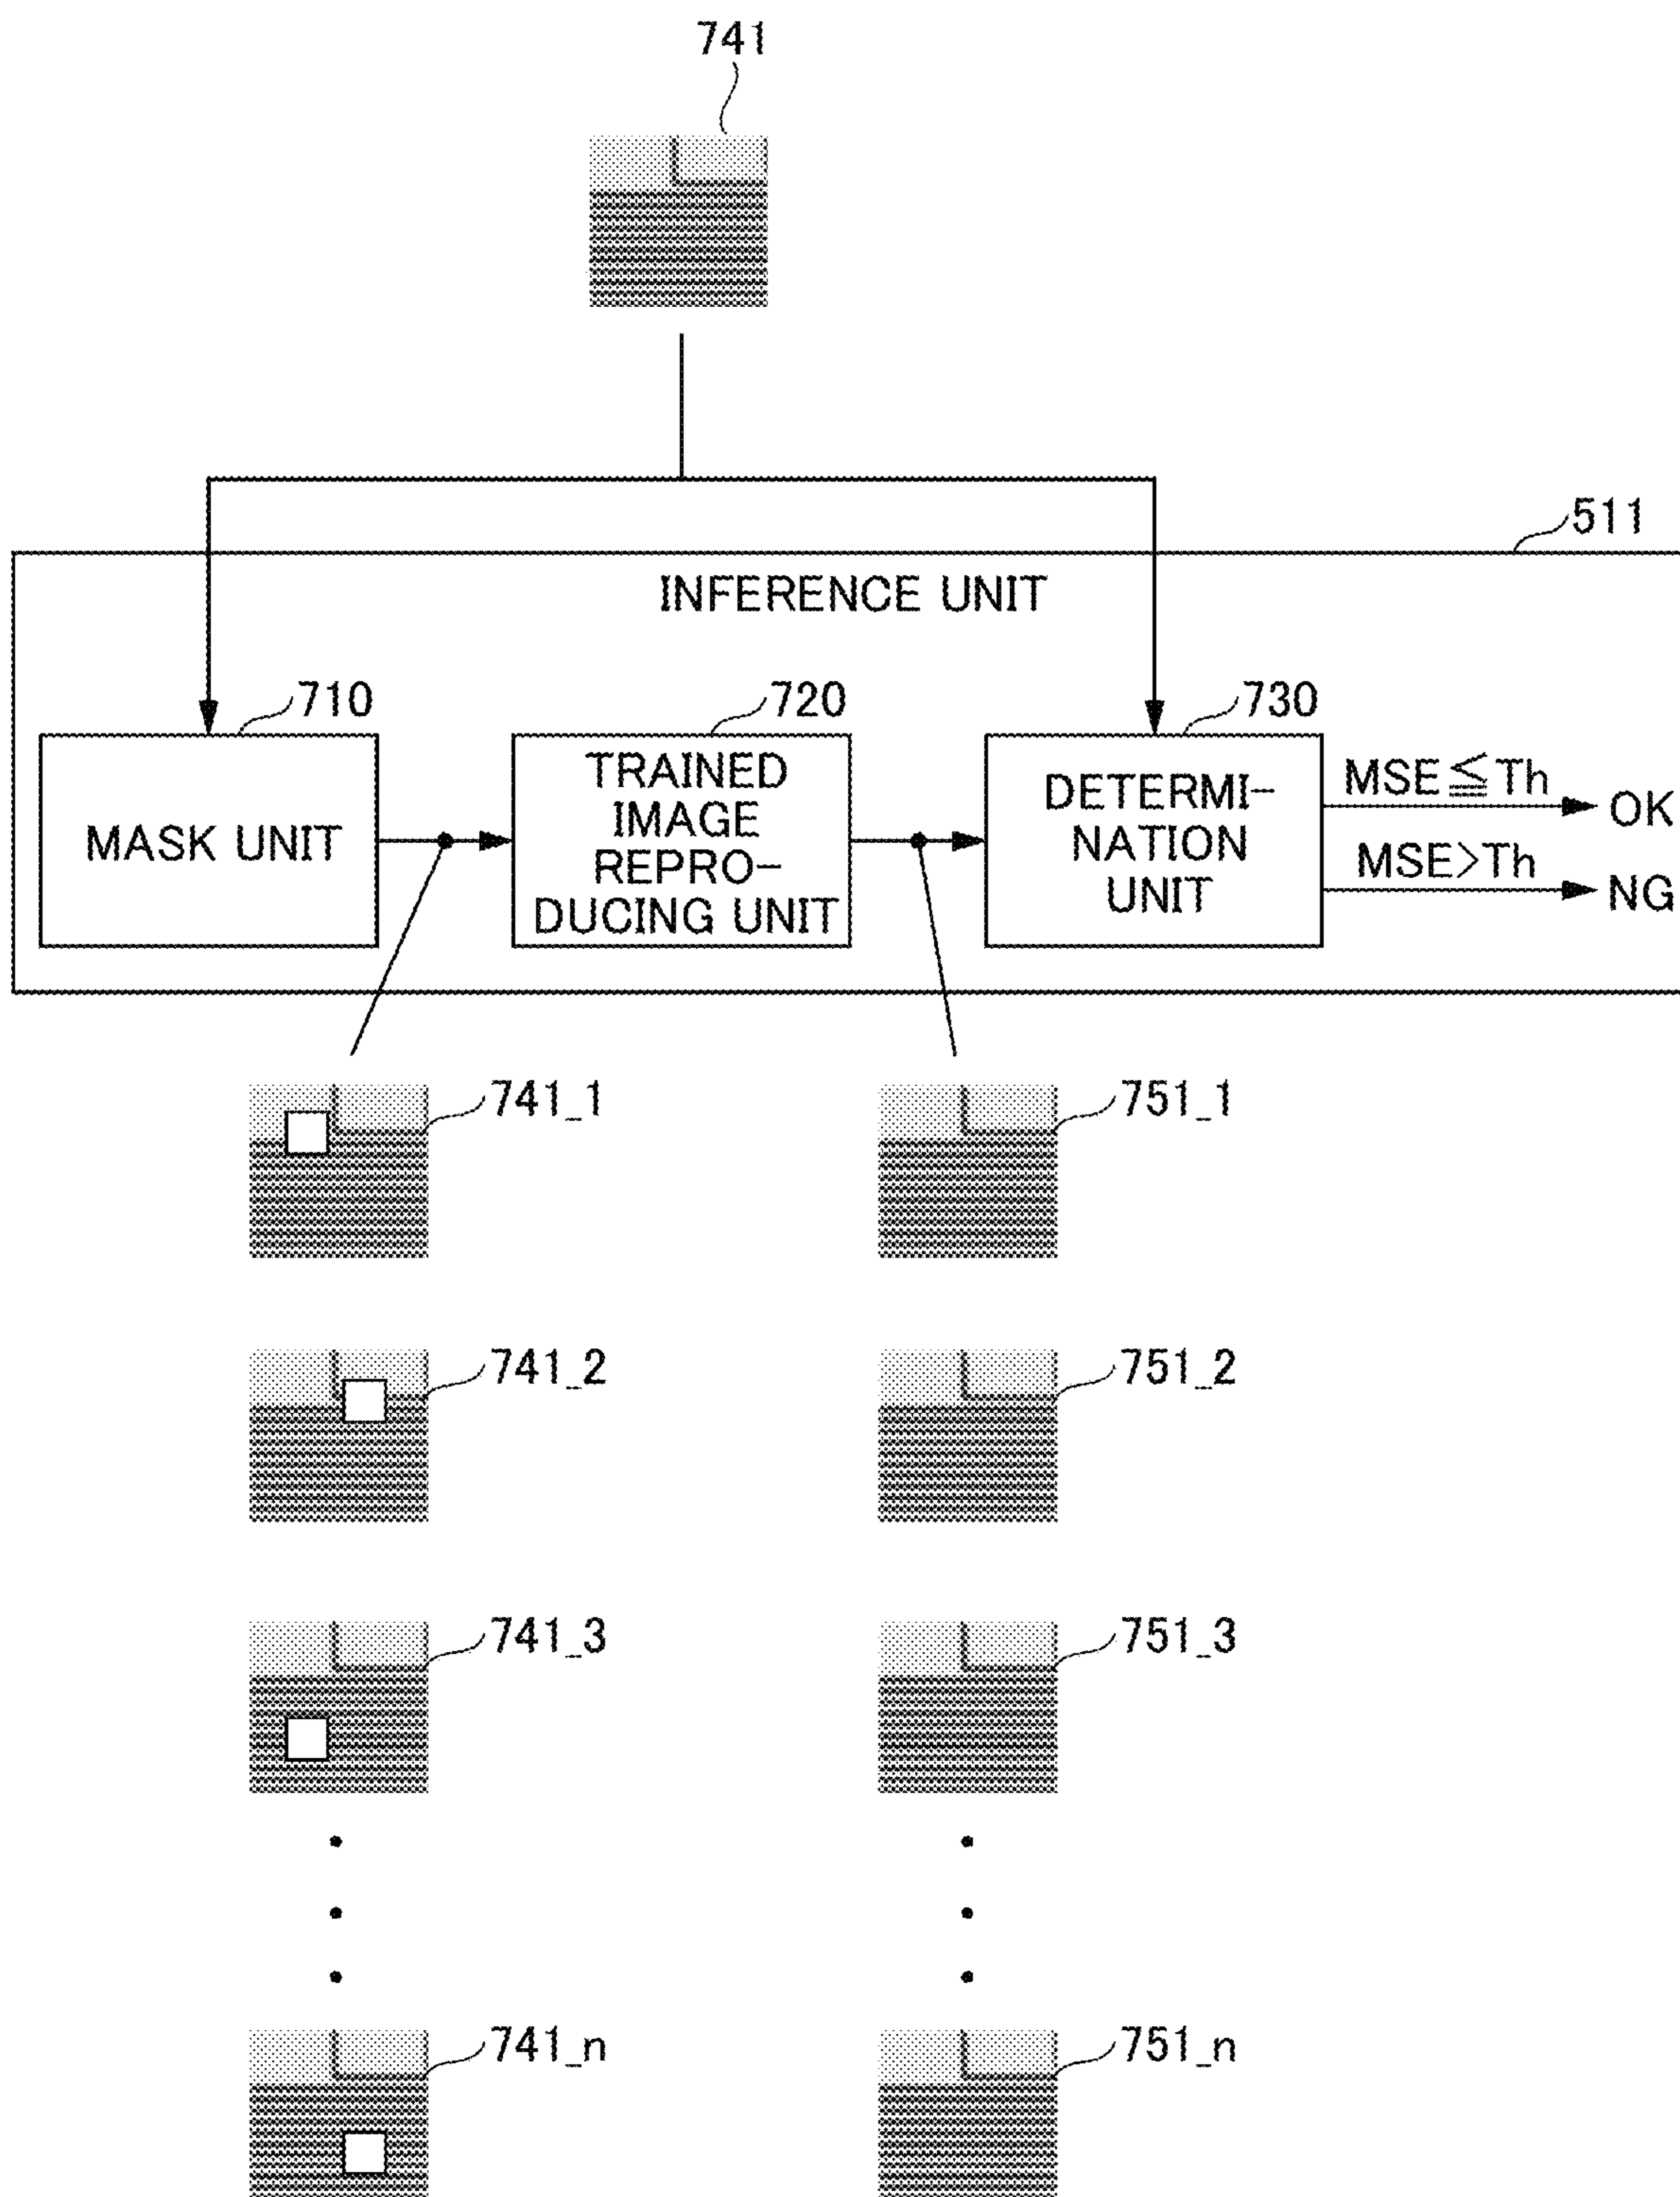 741
511
INFERENCE UNIT
710
720
730
MASK UNIT
TRAINED
IMAGE
REPRO-
DUCING UNIT
DETERMI-
NATION
UNIT
MSE≦Th
OK
MSE>Th
NG
741_1
751_1
741_2
751_2
741_3
751_3
741_n
751_n